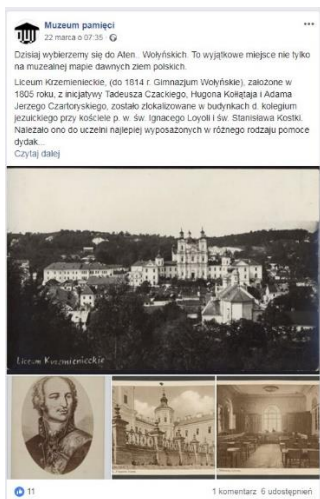 Muzeum pamięci
22 marca o 07:35
Dzisiaj wybierzemy się do Aten.. Wołyńskich. To wyjątkowe miejsce nie tylko
na muzealnej mapie dawnych ziem polskich.
Liceum Krzemienieckie, (do 1814 r. Gimnazjum Wołyńskie), założone w
1805 roku, z inicjatywy Tadeusza Czackiego, Hugona Kołłątaja i Adama
Jerzego Czartoryskiego, zostało zlokalizowane w budynkach d. kolegium
jezuickiego przy kościele p. w. św. Ignacego Loyoli i św. Stanisława Kostki.
Należało ono do uczelni najlepiej wyposażonych w różnego rodzaju pomoce
dydak...
Czytaj dalej
Liceum Krzemienieckie
11
1 komentarz 6 udostępnień